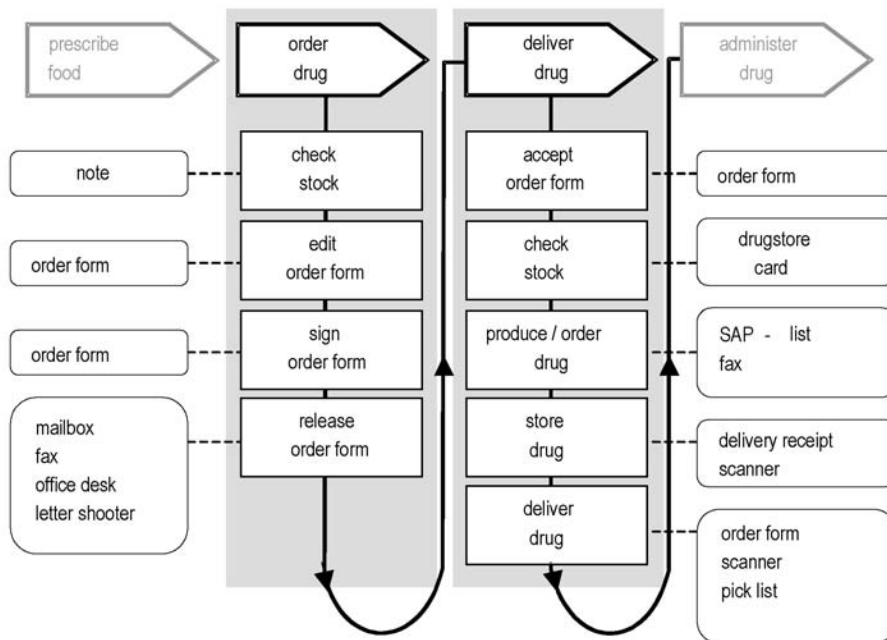 prescribe
food
order
drug
deliver
drug
administer
drug
note
check
stock
accept
order form
order form
order form
edit
order form
check
stock
drugstore
card
order form
sign
order form
produce / order
drug
SAP - list
fax
mailbox
fax
office desk
letter shooter
release
order form
store
drug
delivery receipt
scanner
deliver
drug
order form
scanner
pick list